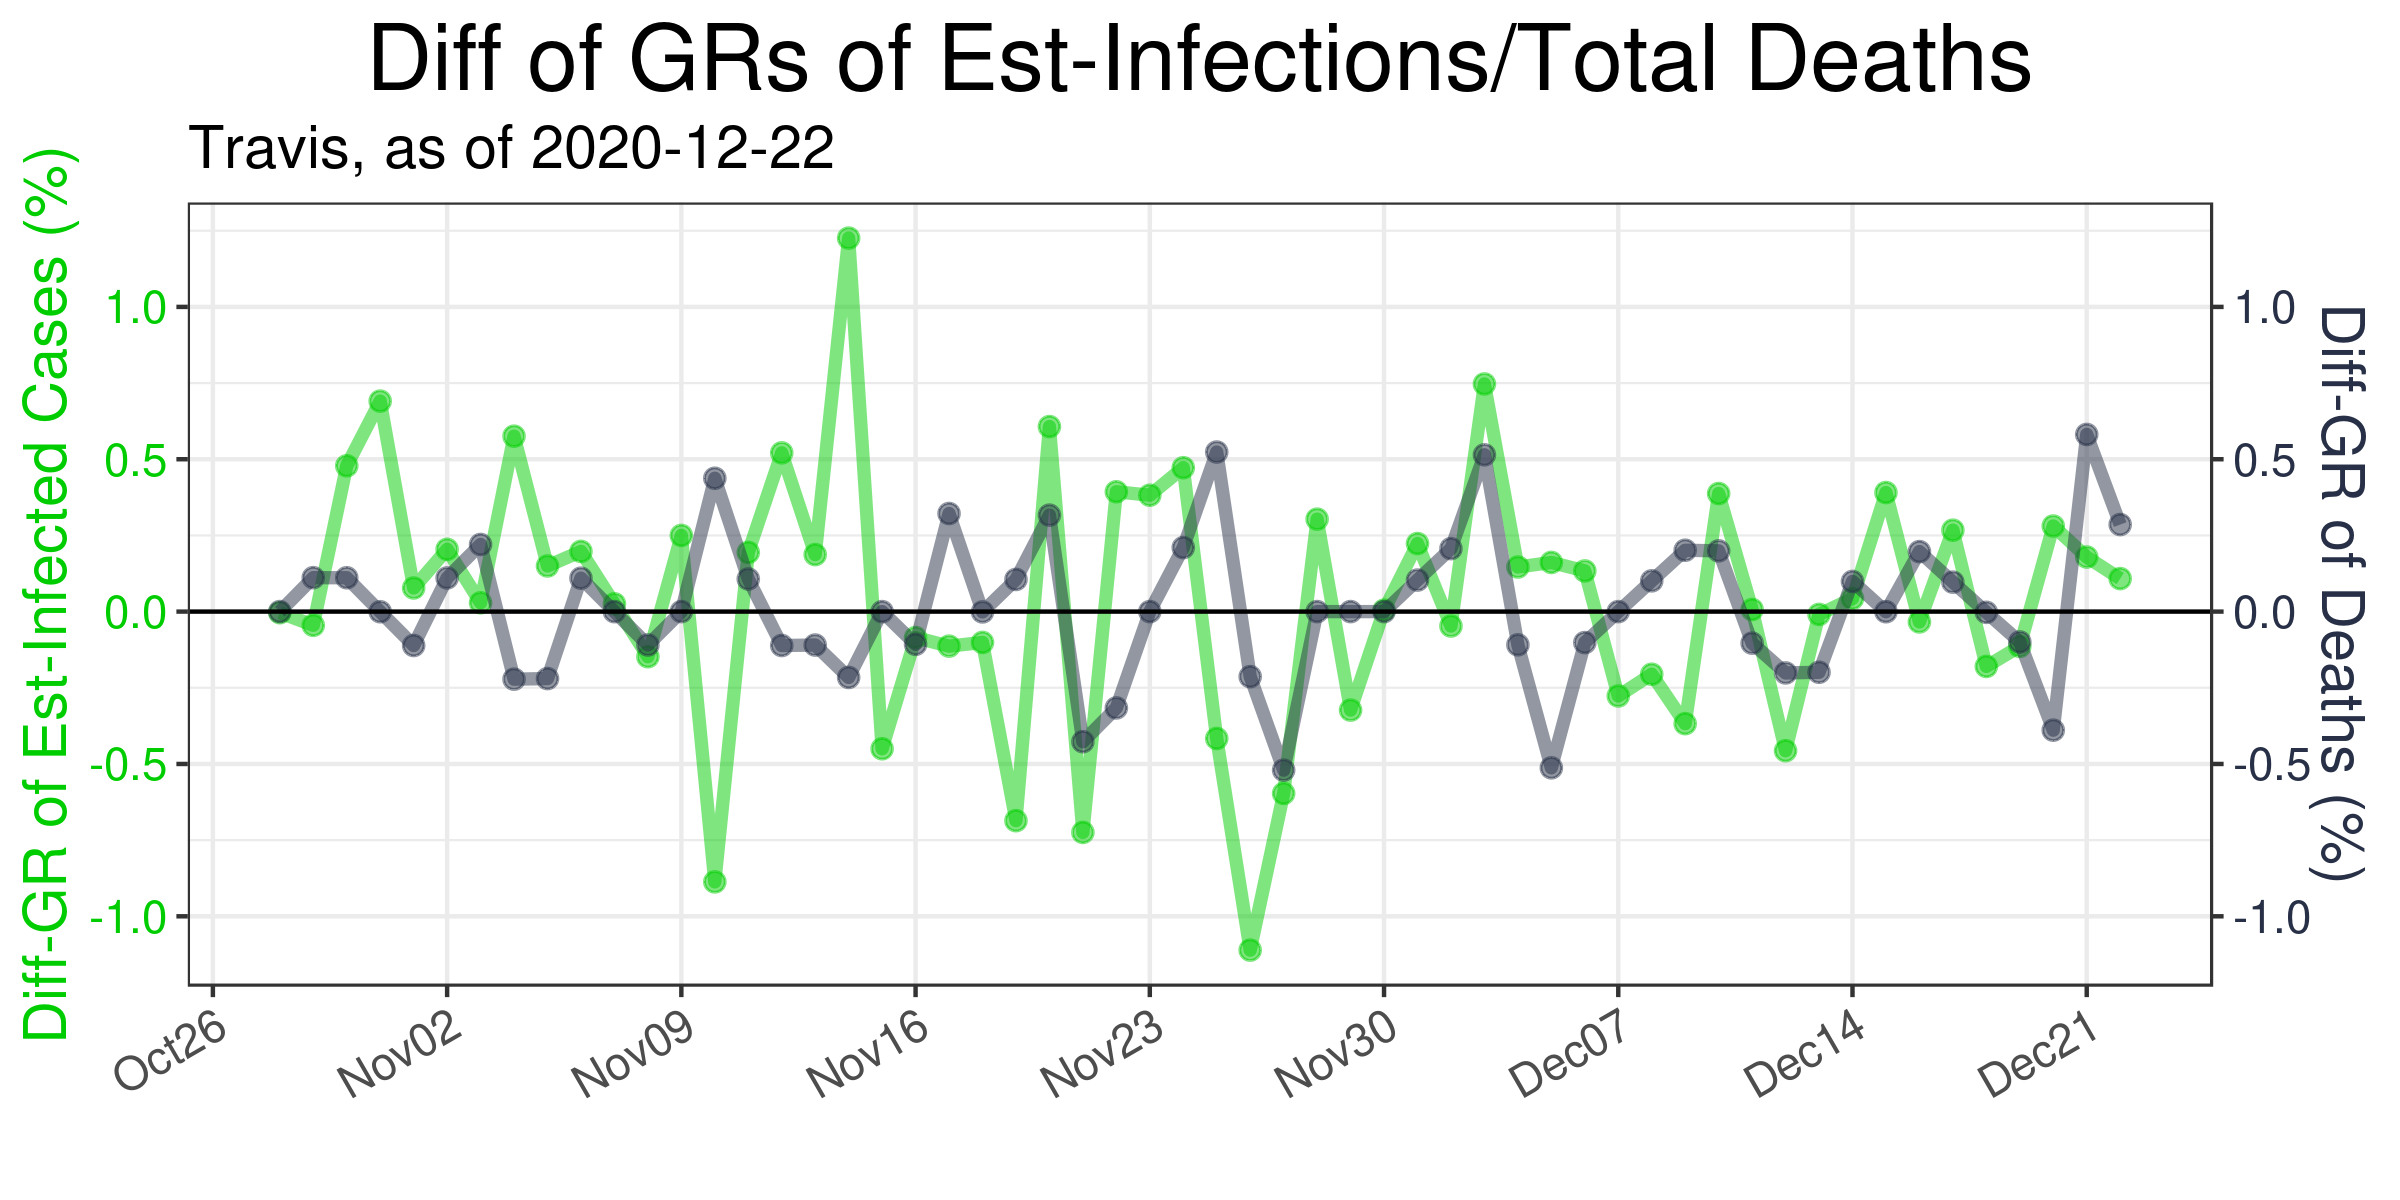 Diff of GRs of Est-Infections/Total Deaths
Travis, as of 2020-12-22
Diff-GR of Est-Infected Cases (%)
1.0
0.5
0.0
-0.5
-1.0
1.0
0.5
0.0
-0.5
-1.0
Diff-GR of Deaths (%)
Oct26
Nov02
Nov09
Nov16
Nov23
Nov30
Dec07
Dec14
Dec21